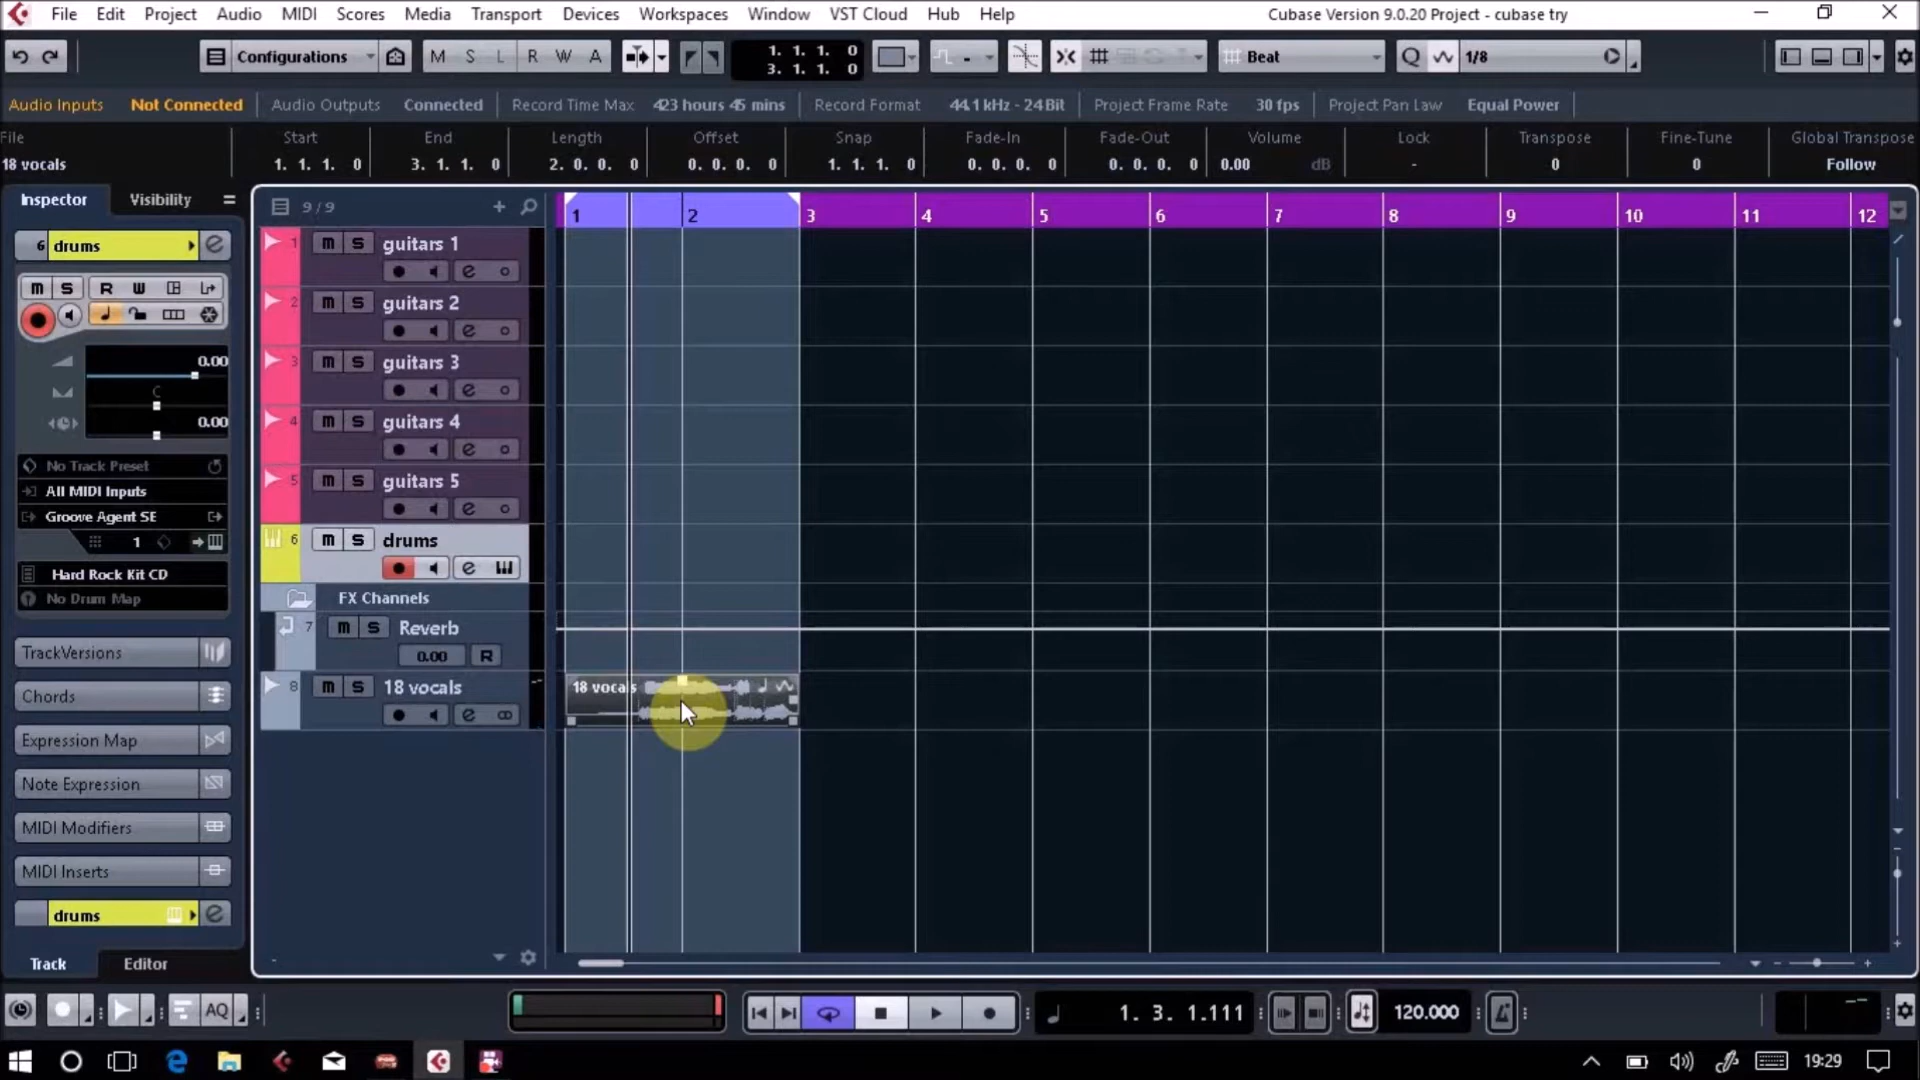 File Edit Project Audio MIDI Scores Media Transport Devices Workspaces Window VST Cloud Hub Help Cubase Version 9.0.20 Project - cubase try
Configurations M S L R W A 1. 1. 1. 0 Beat Q 1/8
3. 1. 1. 0
Audio Inputs Not Connected Audio Outputs Connected Record Time Max 423 hours 45 mins Record Format 44.1 kHz - 24 Bit Project Frame Rate 30 fps Project Pan Law Equal Power
File Start End Length Offset Snap Fade-In Fade-Out Volume Lock Transpose Fine-Tune Global Transpose
18 vocals 1. 1. 1. 0 3. 1. 1. 0 2. 0. 0. 0 0. 0. 0. 0 1. 1. 1. 0 0. 0. 0. 0 0. 0. 0. 0 0.00 dB - 0 0 Follow
Inspector Visibility 9 / 9 1 2 3 4 5 6 7 8 9 10 11 12
6 drums e
M S R W
0.00
C
0.00
No Track Preset
All MIDI Inputs
Groove Agent SE
1
Hard Rock Kit CD
No Drum Map
TrackVersions
Chords
Expression Map
Note Expression
MIDI Modifiers
MIDI Inserts
drums e
Track Editor
1 m S guitars 1
e
2 m S guitars 2
e
3 m S guitars 3
e
4 m S guitars 4
e
5 m S guitars 5
e
6 m S drums
e
FX Channels
7 m S Reverb
0.00 R
8 m S 18 vocals
e
18 vocals
AQ 1. 3. 1.111 120.000
19:29